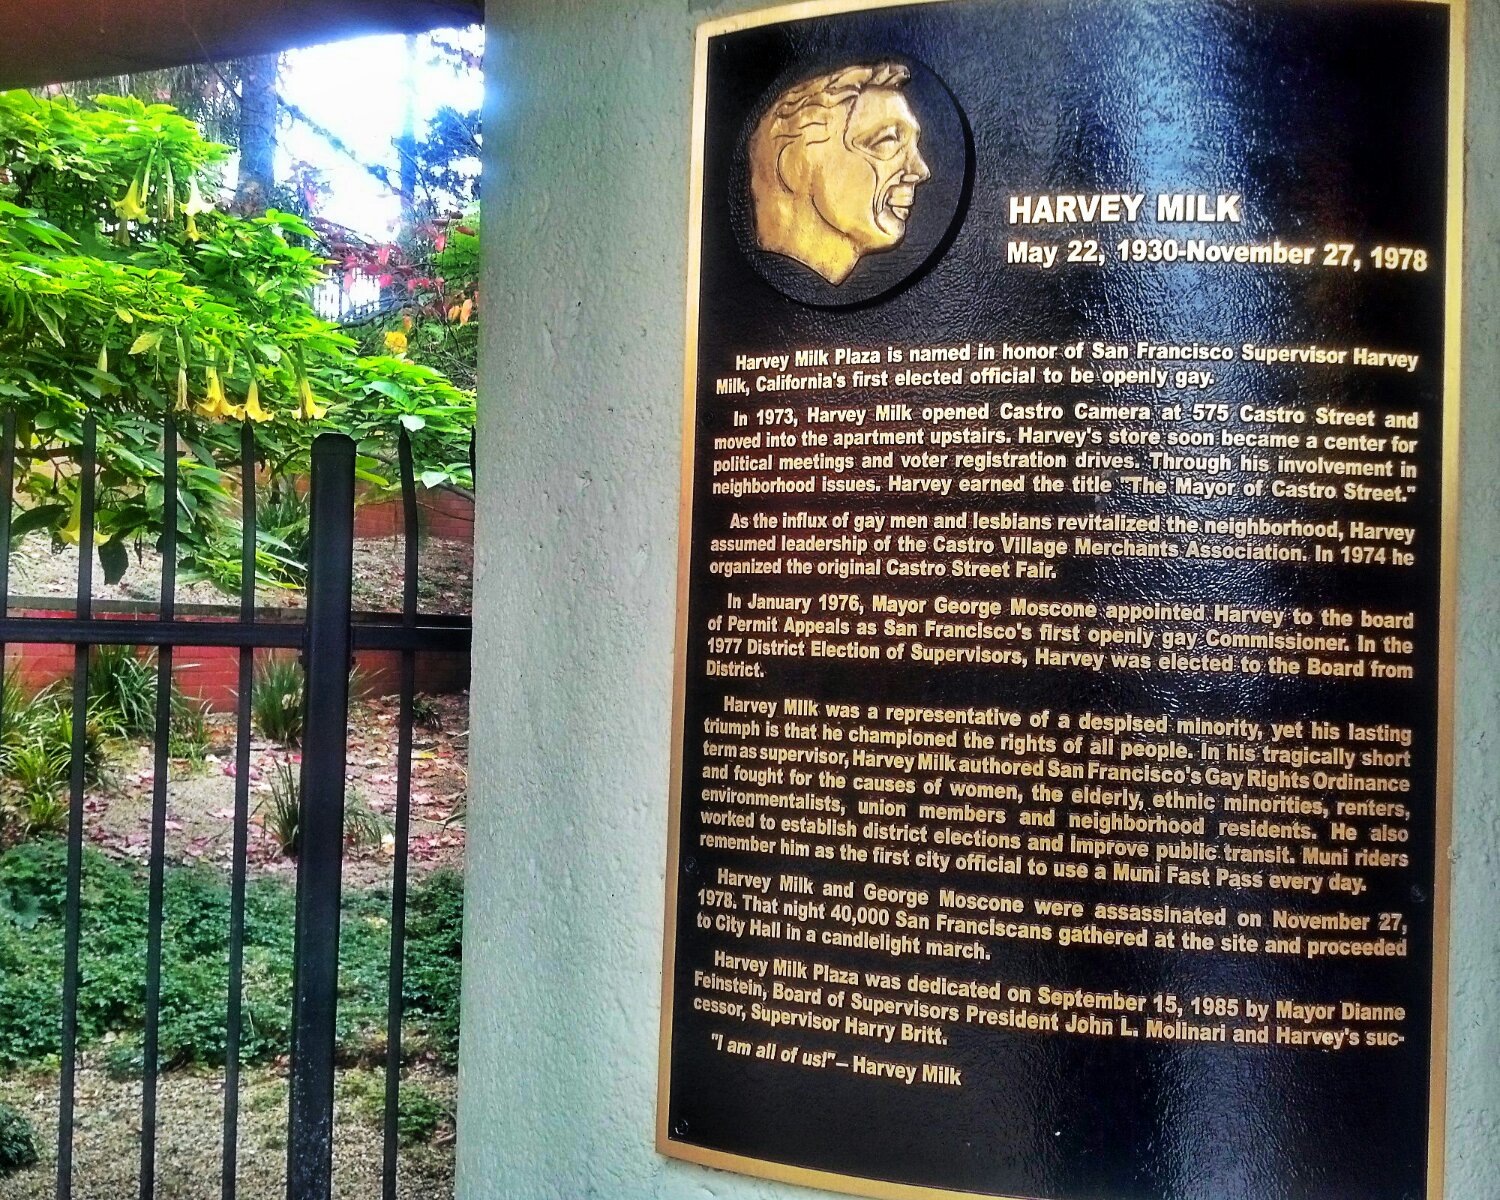 HARVEY MILK
May 22, 1930-November 27, 1978
Harvey Milk Plaza is named in honor of San Francisco Supervisor Harvey
Milk, California's first elected official to be openly gay.
In 1973, Harvey Milk opened Castro Camera at 575 Castro Street and
moved into the apartment upstairs. Harvey's store soon became a center for
political meetings and voter registration drives. Through his involvement in
neighborhood issues. Harvey earned the title "The Mayor of Castro Street."
As the influx of gay men and lesbians revitalized the neighborhood, Harvey
assumed leadership of the Castro Village Merchants Association. In 1974 he
organized the original Castro Street Fair.
In January 1976, Mayor George Moscone appointed Harvey to the board
of Permit Appeals as San Francisco's first openly gay Commissioner. In the
1977 District Election of Supervisors, Harvey was elected to the Board from
District.
Harvey Milk was a representative of a despised minority, yet his lasting
triumph is that he championed the rights of all people. In his tragically short
term as supervisor, Harvey Milk authored San Francisco's Gay Rights Ordinance
and fought for the causes of women, the elderly, ethnic minorities, renters,
environmentalists, union members and neighborhood residents. He also
worked to establish district elections and improve public transit. Muni riders
remember him as the first city official to use a Muni Fast Pass every day.
Harvey Milk and George Moscone were assassinated on November 27,
1978. That night 40,000 San Franciscans gathered at the site and proceeded
to City Hall in a candlelight march.
Harvey Milk Plaza was dedicated on September 15, 1985 by Mayor Dianne
Feinstein, Board of Supervisors President John L. Molinari and Harvey's suc-
cessor, Supervisor Harry Britt.
"I am all of us!" – Harvey Milk